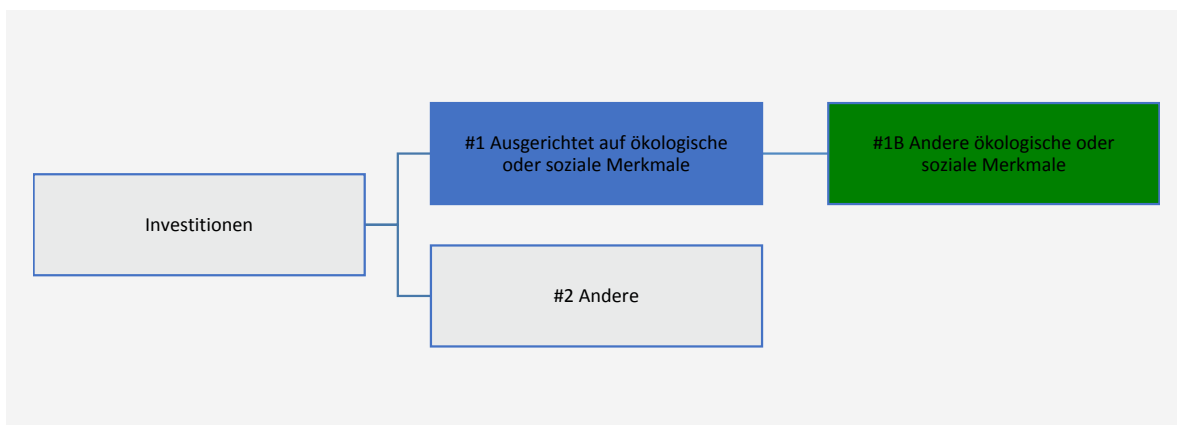 #1 Ausgerichtet auf ökologische
oder soziale Merkmale
#1B Andere ökologische oder
soziale Merkmale
Investitionen
#2 Andere